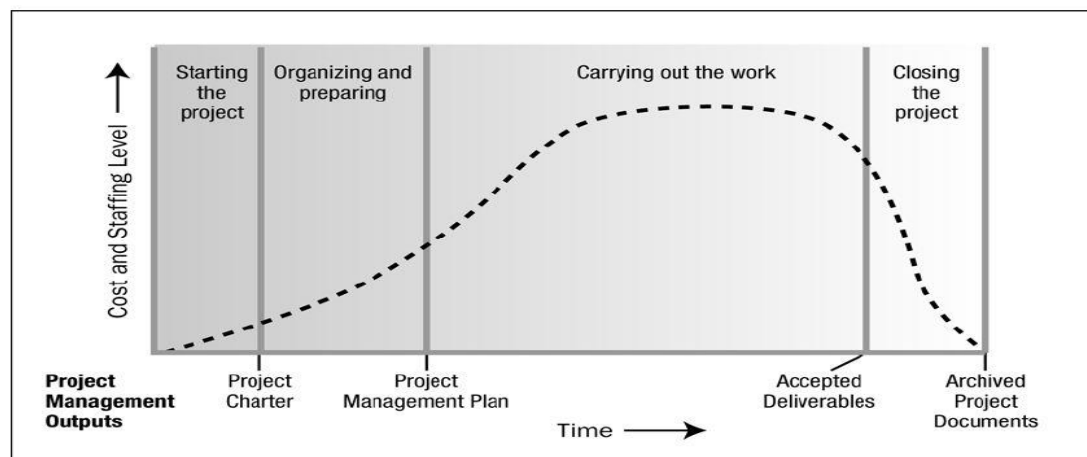 Starting
the
project
Organizing and
preparing
Carrying out the work
Closing
the
project
Cost and Staffing Level
Project
Management
Outputs
Project
Charter
Project
Management Plan
Accepted
Deliverables
Archived
Project
Documents
Time